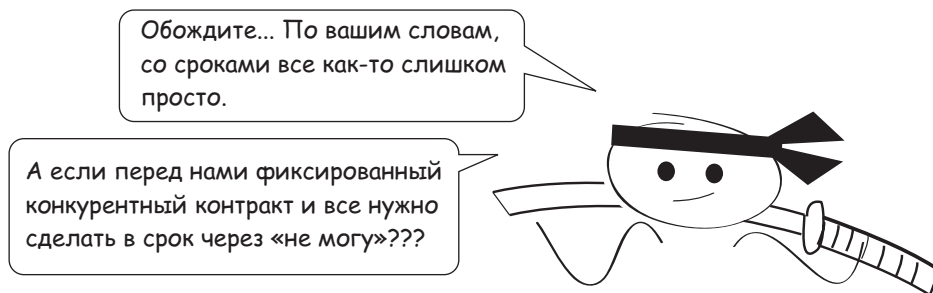 Обождите... По вашим словам,
со сроками все как-то слишком
просто.
А если перед нами фиксированный
конкурентный контракт и все нужно
сделать в срок через «не могу»???